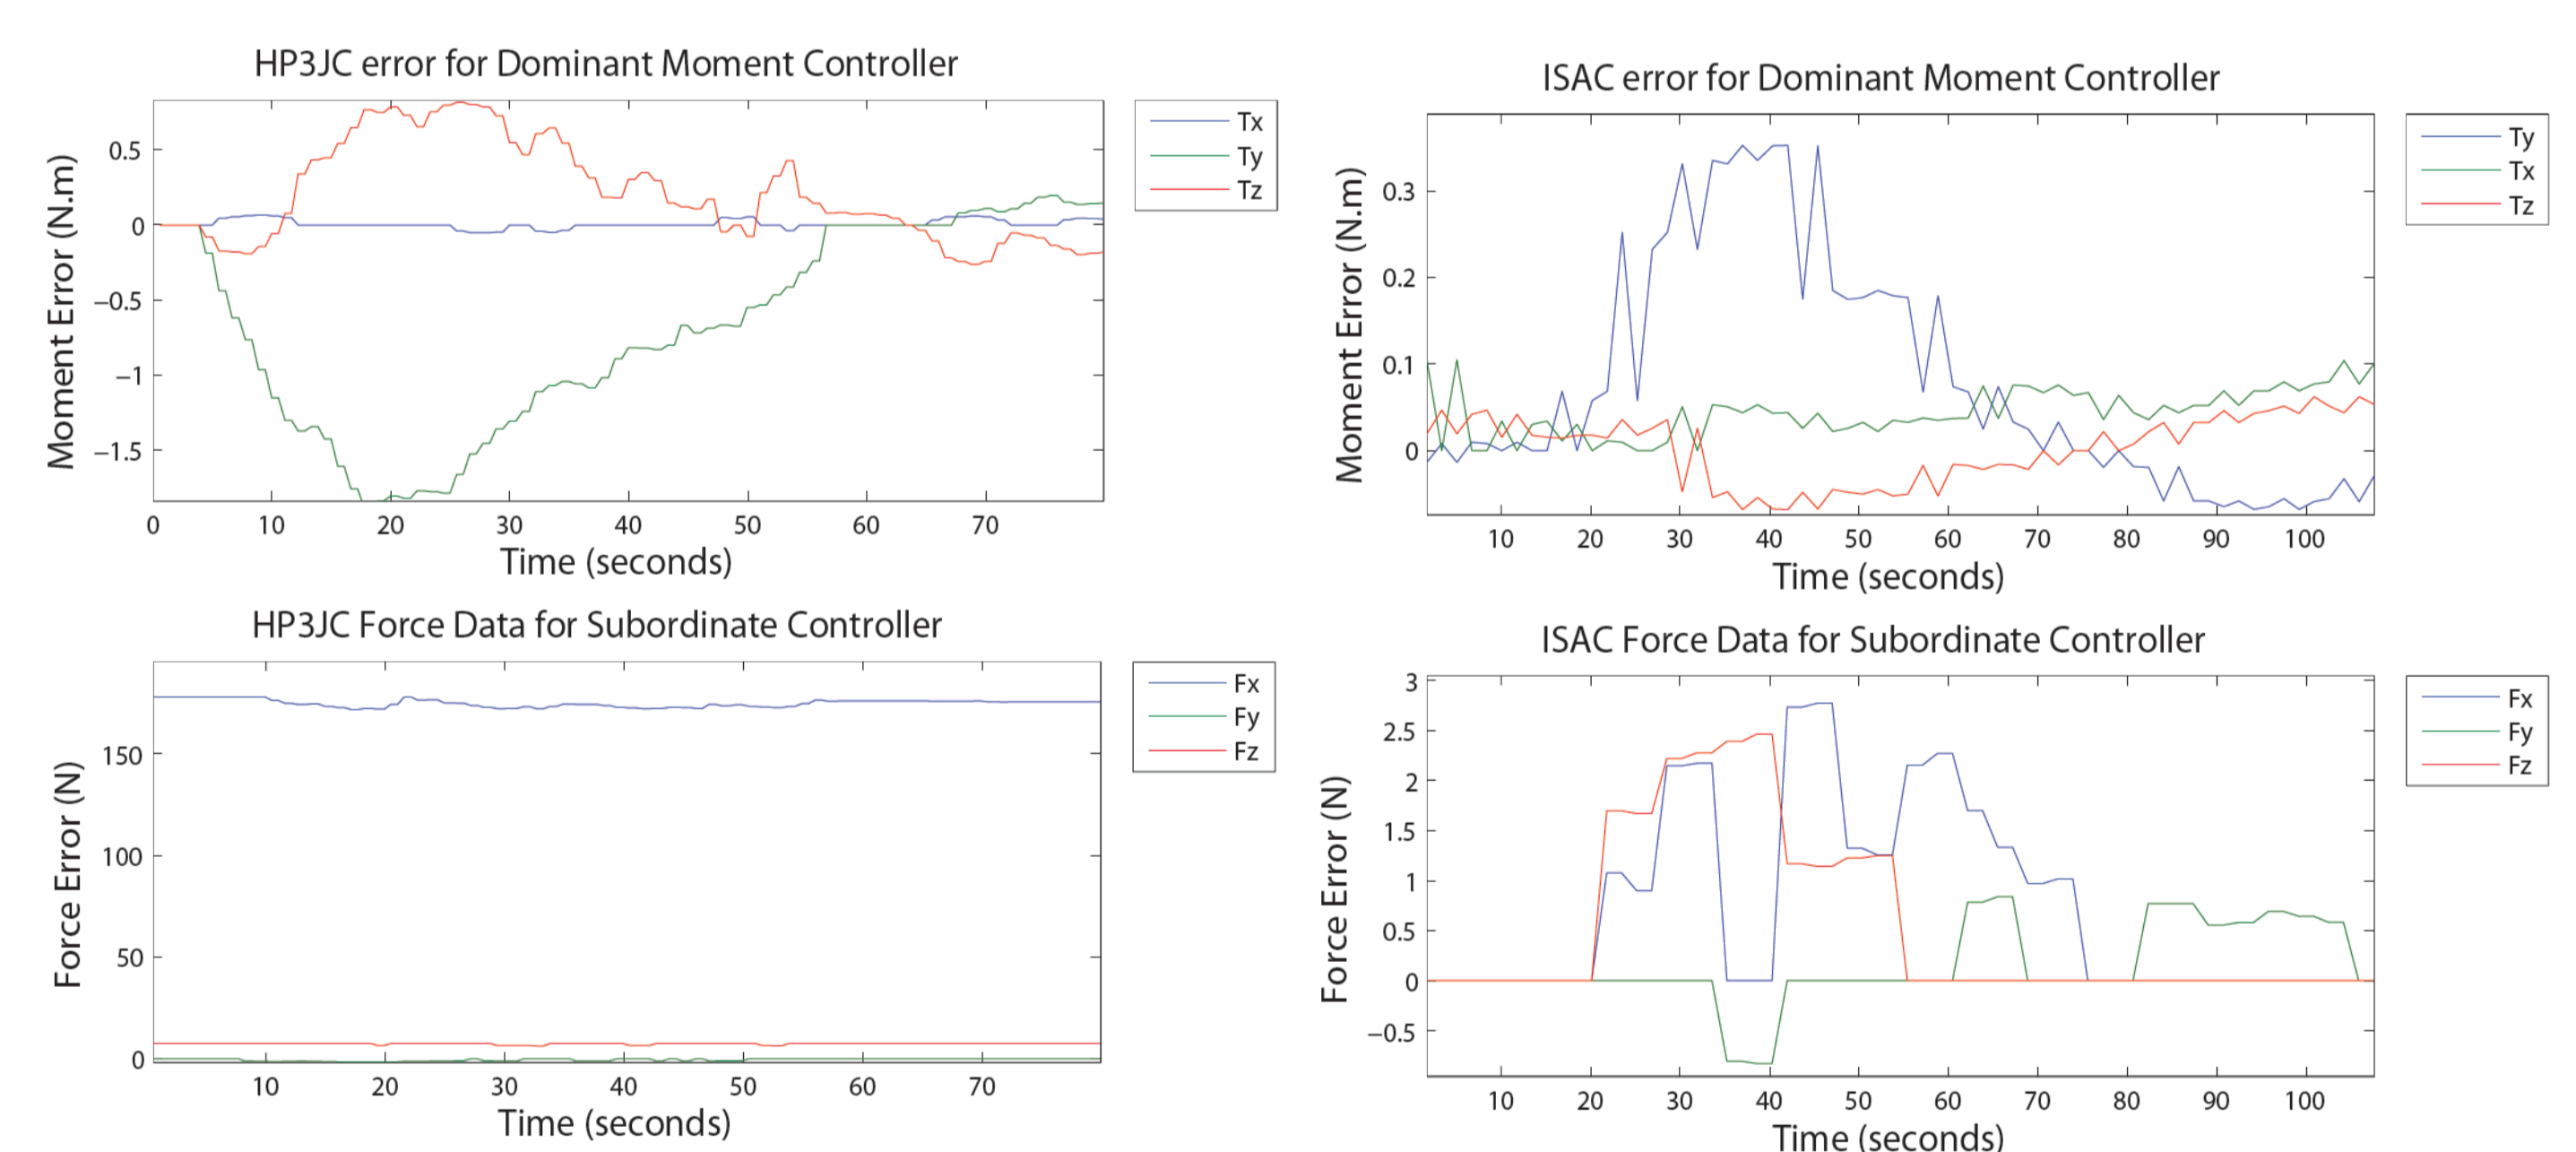 HP3JC error for Dominant Moment Controller
Moment Error (N.m)
0.5
0
−0.5
−1
−1.5
0 10 20 30 40 50 60 70
Time (seconds)
Tx
Ty
Tz
ISAC error for Dominant Moment Controller
Moment Error (N.m)
0.3
0.2
0.1
0
10 20 30 40 50 60 70 80 90 100
Time (seconds)
Ty
Tx
Tz
HP3JC Force Data for Subordinate Controller
Force Error (N)
150
100
50
0
10 20 30 40 50 60 70
Time (seconds)
Fx
Fy
Fz
ISAC Force Data for Subordinate Controller
Force Error (N)
3
2.5
2
1.5
1
0.5
0
−0.5
10 20 30 40 50 60 70 80 90 100
Time (seconds)
Fx
Fy
Fz